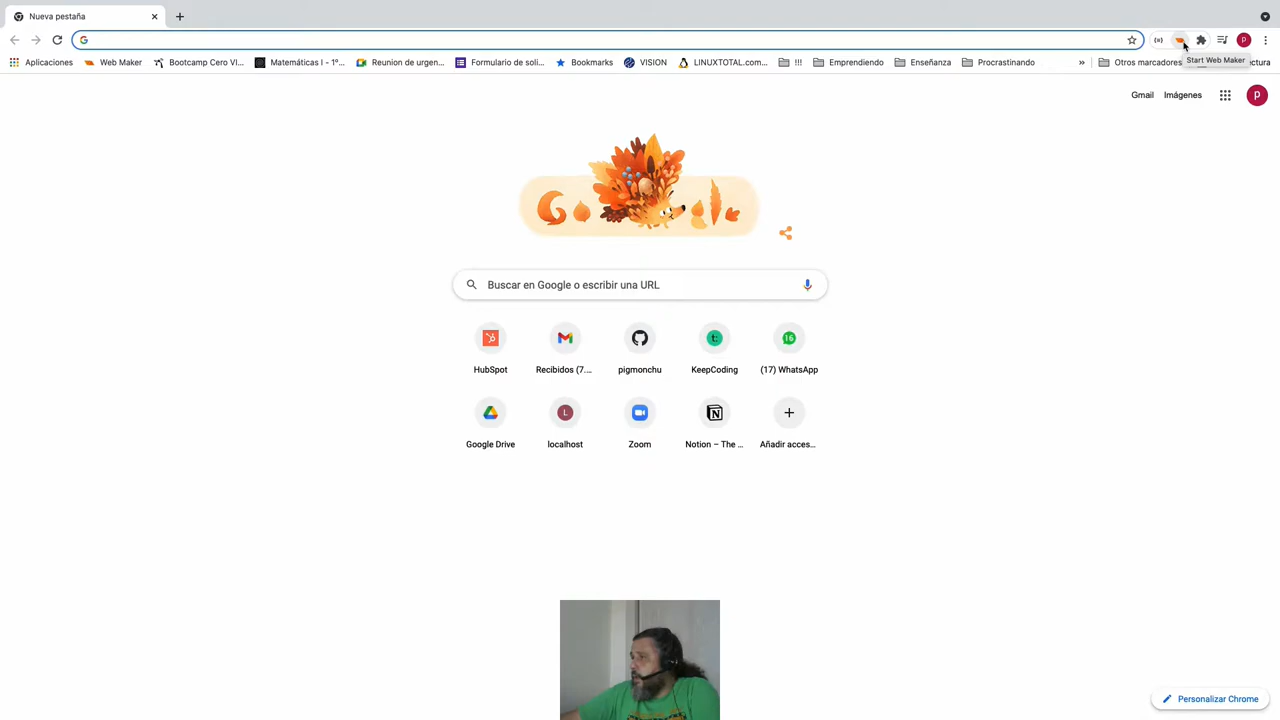 Nueva pestaña
Start Web Maker
Aplicaciones
Web Maker
Bootcamp Cero VI...
Matemáticas I - 1º...
Reunion de urgen...
Formulario de soli...
Bookmarks
VISION
LINUXTOTAL.com...
!!!
Emprendiendo
Enseñanza
Procrastinando
»
Otros marcadores
ctura
Gmail
Imágenes
P
Buscar en Google o escribir una URL
16
HubSpot
Recibidos (7....
pigmonchu
KeepCoding
(17) WhatsApp
L
Google Drive
localhost
Zoom
Notion – The ...
Añadir acces...
Personalizar Chrome